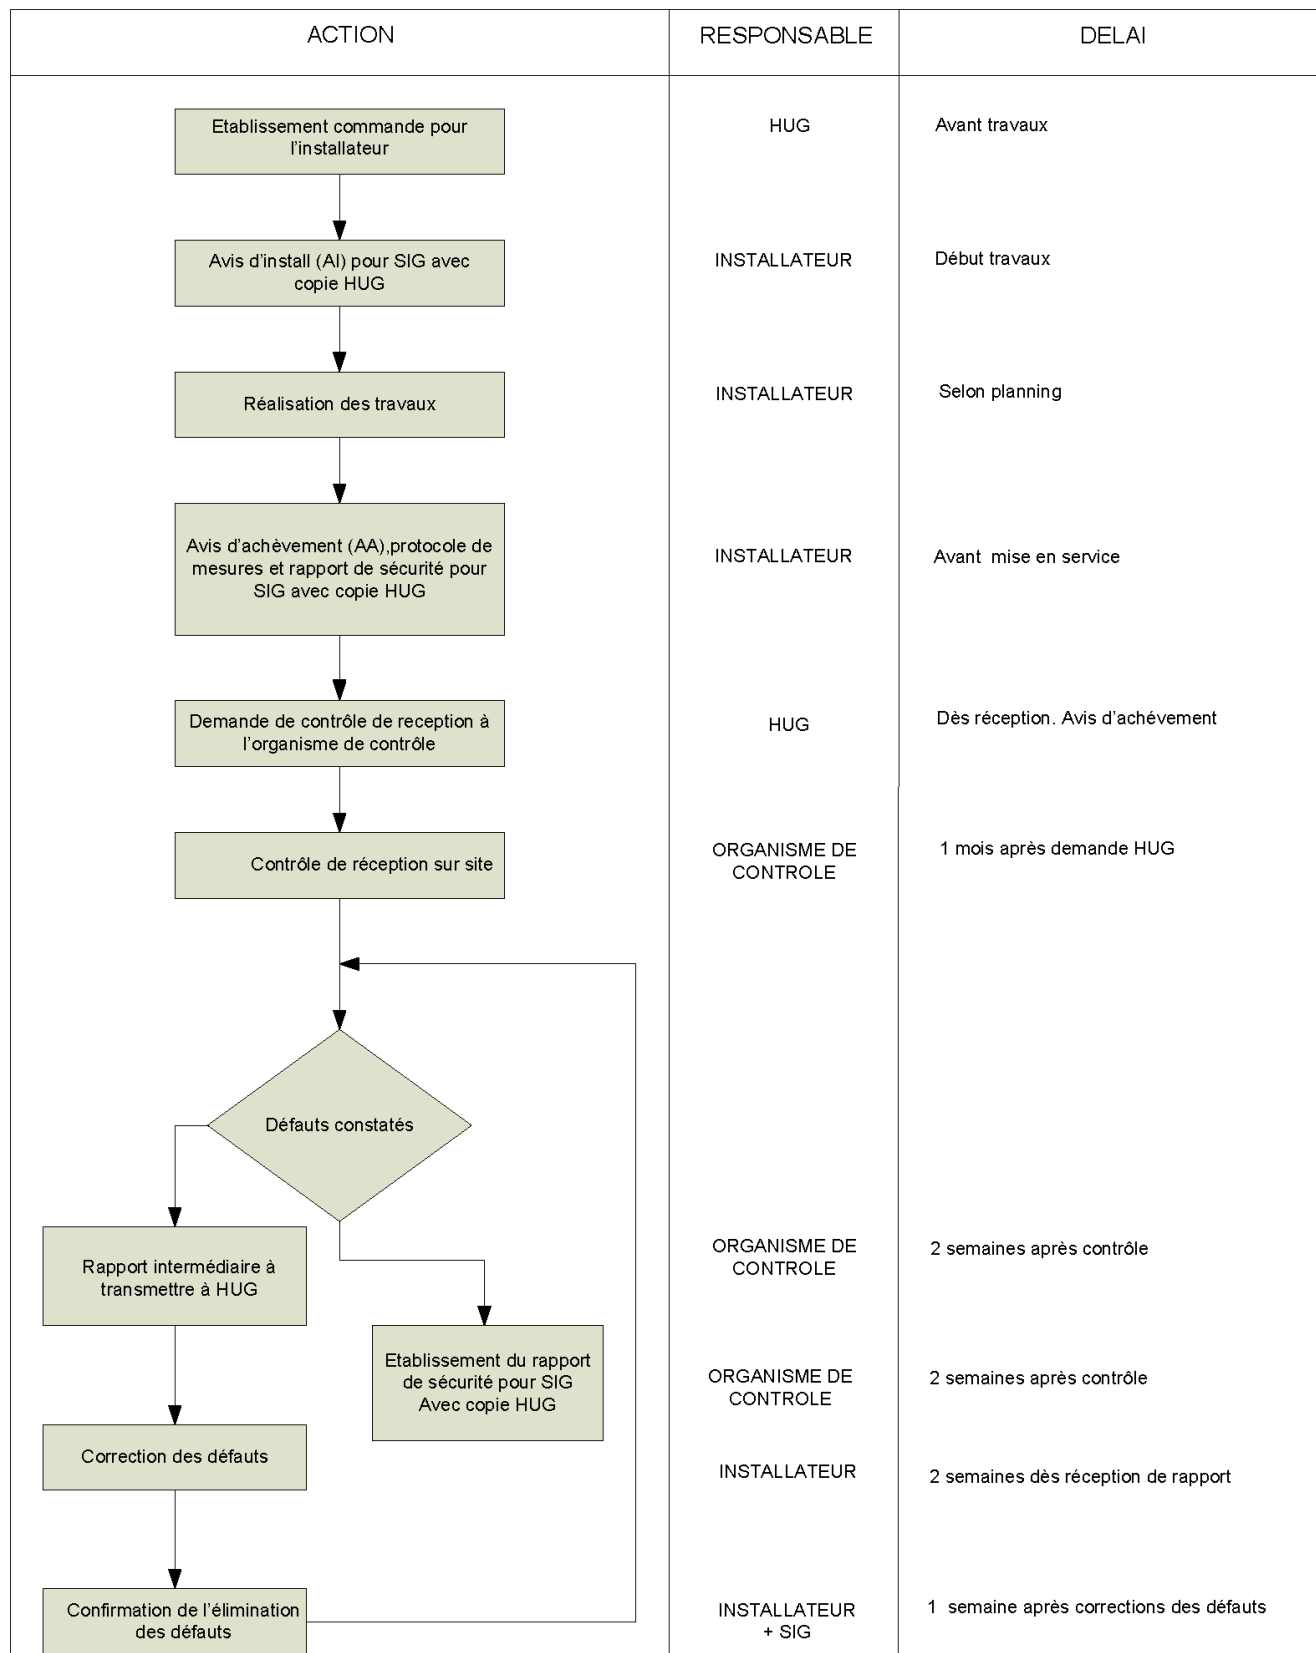 ACTION
RESPONSABLE
DELAI
Etablissement commande pour
l'installateur
HUG
Avant travaux
Avis d'install (AI) pour SIG avec
copie HUG
INSTALLATEUR
Début travaux
Réalisation des travaux
INSTALLATEUR
Selon planning
Avis d'achèvement (AA),protocole de
mesures et rapport de sécurité pour
SIG avec copie HUG
INSTALLATEUR
Avant mise en service
Demande de contrôle de reception à
l'organisme de contrôle
HUG
Dès réception. Avis d'achévement
Contrôle de réception sur site
ORGANISME DE
CONTROLE
1 mois après demande HUG
Défauts constatés
Rapport intermédiaire à
transmettre à HUG
ORGANISME DE
CONTROLE
2 semaines après contrôle
Etablissement du rapport
de sécurité pour SIG
Avec copie HUG
ORGANISME DE
CONTROLE
2 semaines après contrôle
Correction des défauts
INSTALLATEUR
2 semaines dès réception de rapport
Confirmation de l'élimination
des défauts
INSTALLATEUR
+ SIG
1 semaine après corrections des défauts